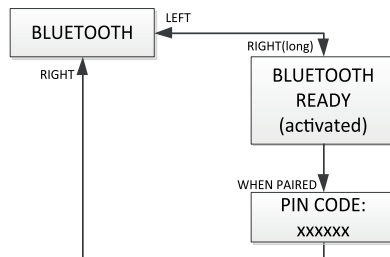 LEFT
BLUETOOTH
RIGHT(long)
RIGHT
BLUETOOTH
READY
(activated)
WHEN PAIRED
PIN CODE:
xxxxxx